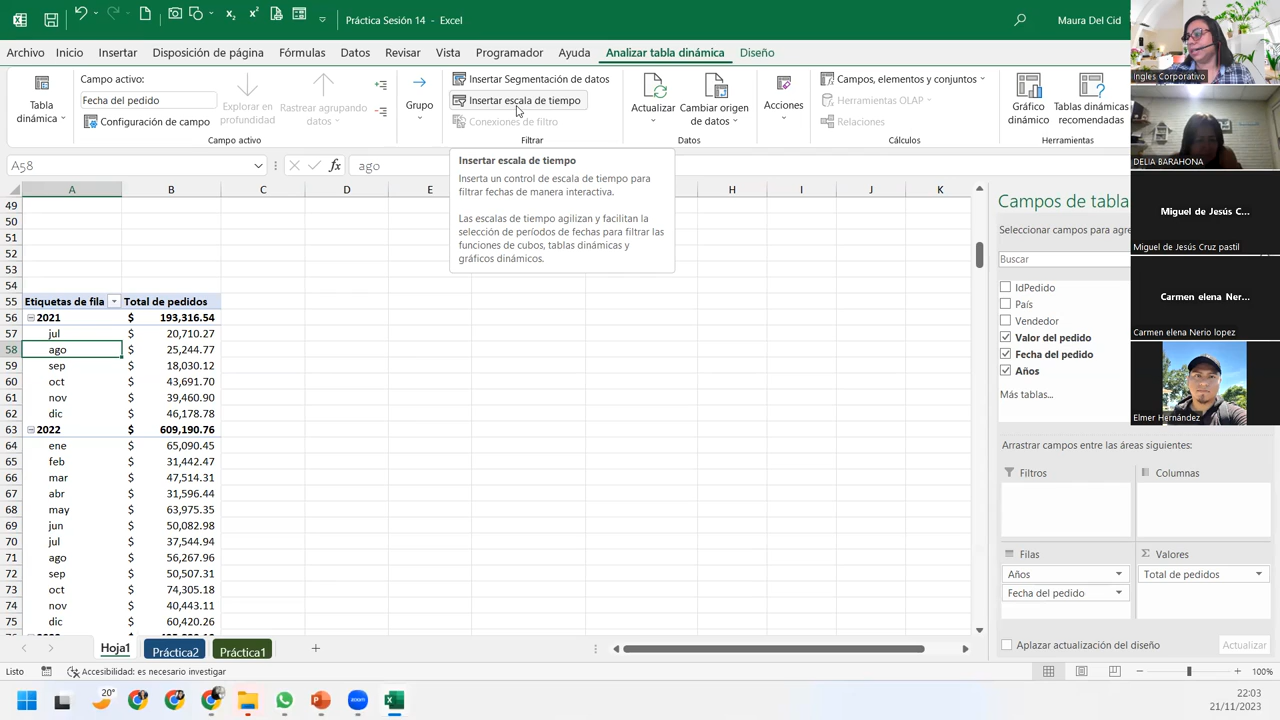 Práctica Sesión 14 - Excel
Maura Del Cid
Archivo Inicio Insertar Disposición de página Fórmulas Datos Revisar Vista Programador Ayuda Analizar tabla dinámica Diseño
Tabla dinámica
Campo activo:
Fecha del pedido
Configuración de campo
Explorar en profundidad
Rastrear agrupando datos
Campo activo
Grupo
Insertar Segmentación de datos
Insertar escala de tiempo
Conexiones de filtro
Filtrar
Actualizar
Cambiar origen de datos
Datos
Acciones
Campos, elementos y conjuntos
Herramientas OLAP
Relaciones
Cálculos
Gráfico dinámico
Tablas dinámicas recomendadas
Herramientas
A58
fx
ago
Insertar escala de tiempo
Inserta un control de escala de tiempo para
filtrar fechas de manera interactiva.
Las escalas de tiempo agilizan y facilitan la
selección de períodos de fechas para filtrar las
funciones de cubos, tablas dinámicas y
gráficos dinámicos.
A B C D E H I J K
49
50
51
52
53
54
55 Etiquetas de fila Total de pedidos
56 2021 $ 193,316.54
57 jul $ 20,710.27
58 ago $ 25,244.77
59 sep $ 18,030.12
60 oct $ 43,691.70
61 nov $ 39,460.90
62 dic $ 46,178.78
63 2022 $ 609,190.76
64 ene $ 65,090.45
65 feb $ 31,442.47
66 mar $ 47,514.31
67 abr $ 31,596.44
68 may $ 63,975.35
69 jun $ 50,082.98
70 jul $ 37,544.94
71 ago $ 56,267.96
72 sep $ 50,507.31
73 oct $ 74,305.18
74 nov $ 40,443.11
75 dic $ 60,420.26
Campos de tabla
Seleccionar campos para agre
Buscar
IdPedido
País
Vendedor
Valor del pedido
Fecha del pedido
Años
Más tablas...
Arrastrar campos entre las áreas siguientes:
Filtros
Columnas
Filas
Años
Fecha del pedido
Valores
Total de pedidos
Aplazar actualización del diseño
Actualizar
Ingles Corporativo
DELIA BARAHONA
Miguel de Jesús C...
Miguel de Jesús Cruz pastil
Carmen elena Ner...
Carmen elena Nerio lopez
Elmer Hernández
Hoja1 Práctica2 Práctica1
Listo
Accesibilidad: es necesario investigar
100%
20°
zoom
22:03
21/11/2023